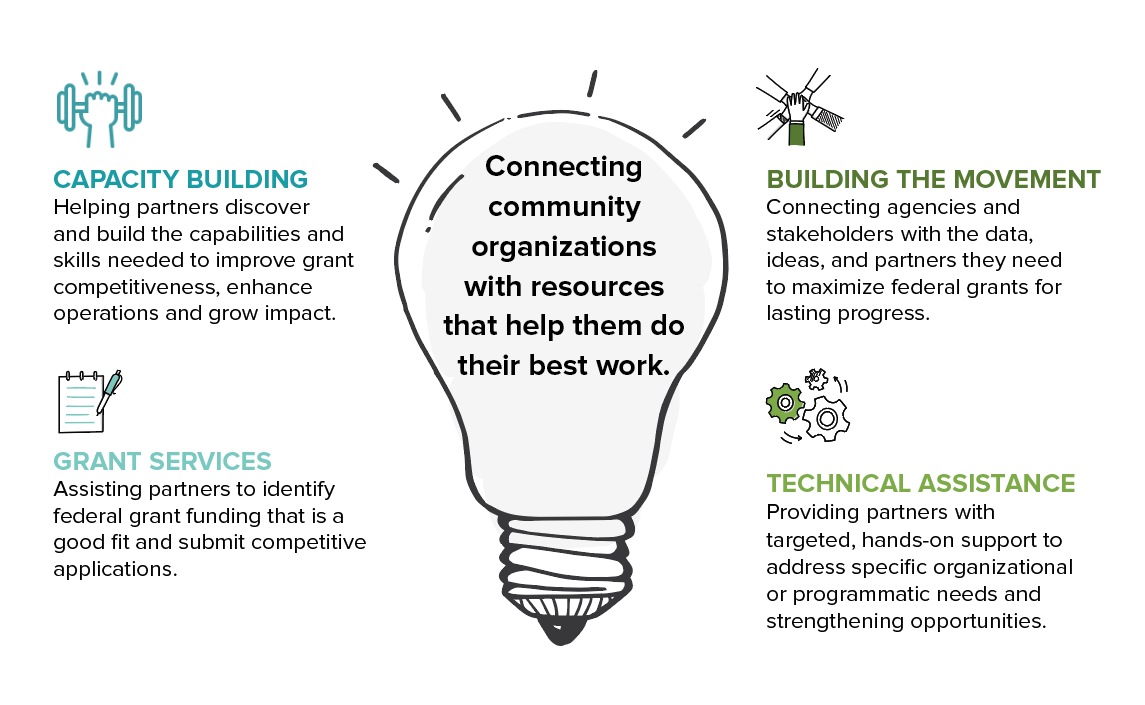 CAPACITY BUILDING
Helping partners discover
and build the capabilities and
skills needed to improve grant
competitiveness, enhance
operations and grow impact.
GRANT SERVICES
Assisting partners to identify
federal grant funding that is a
good fit and submit competitive
applications.
Connecting
community
organizations
with resources
that help them do
their best work.
BUILDING THE MOVEMENT
Connecting agencies and
stakeholders with the data,
ideas, and partners they need
to maximize federal grants for
lasting progress.
TECHNICAL ASSISTANCE
Providing partners with
targeted, hands-on support to
address specific organizational
or programmatic needs and
strengthening opportunities.